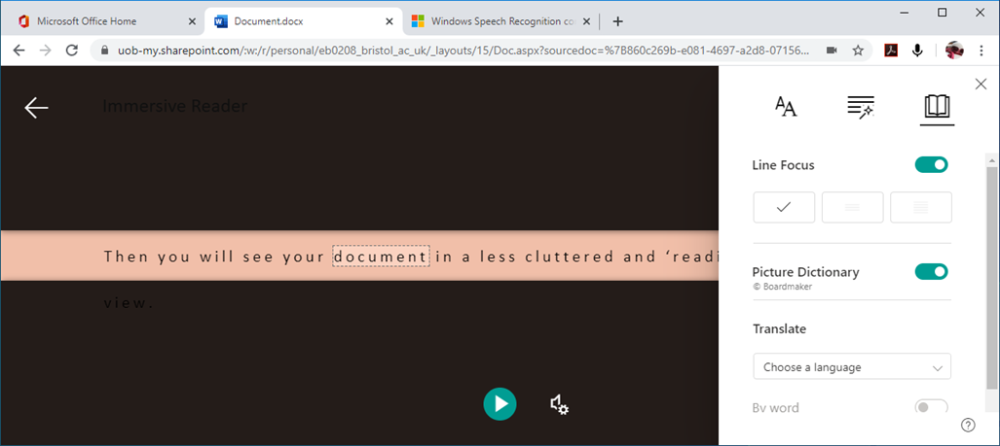 Microsoft Office Home
Document.docx
Windows Speech Recognition co
uob-my.sharepoint.com/:w:/r/personal/eb0208_bristol_ac_uk/_layouts/15/Doc.aspx?sourcedoc=%7B860c269b-e081-4697-a2d8-07156...
Immersive Reader
Then you will see your document in a less cluttered and ‘readi
view.
Line Focus
Picture Dictionary
© Boardmaker
Translate
Choose a language
By word